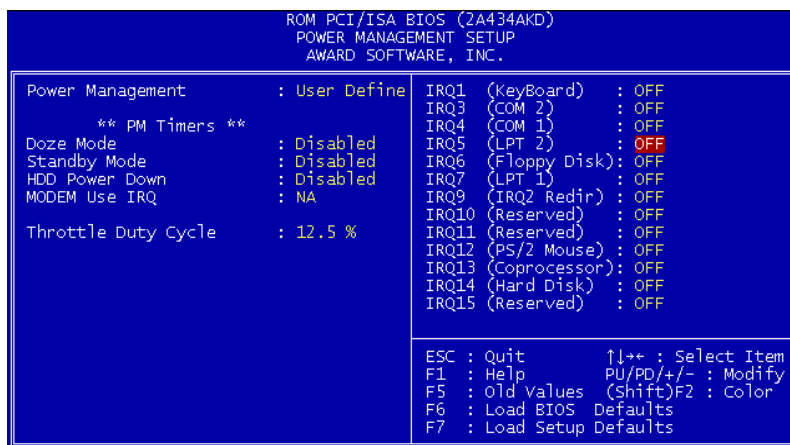 ROM PCI/ISA BIOS (2A434AKD)
POWER MANAGEMENT SETUP
AWARD SOFTWARE, INC.
Power Management : User Define
** PM Timers **
Doze Mode : Disabled
Standby Mode : Disabled
HDD Power Down : Disabled
MODEM Use IRQ : NA
Throttle Duty Cycle : 12.5 %
IRQ1 (KeyBoard) : OFF
IRQ3 (COM 2) : OFF
IRQ4 (COM 1) : OFF
IRQ5 (LPT 2) : OFF
IRQ6 (Floppy Disk): OFF
IRQ7 (LPT 1) : OFF
IRQ9 (IRQ2 Redir) : OFF
IRQ10 (Reserved) : OFF
IRQ11 (Reserved) : OFF
IRQ12 (PS/2 Mouse) : OFF
IRQ13 (Coprocessor): OFF
IRQ14 (Hard Disk) : OFF
IRQ15 (Reserved) : OFF
ESC : Quit ↑↓→← : Select Item
F1 : Help PU/PD/+/- : Modify
F5 : Old Values (Shift)F2 : Color
F6 : Load BIOS Defaults
F7 : Load Setup Defaults